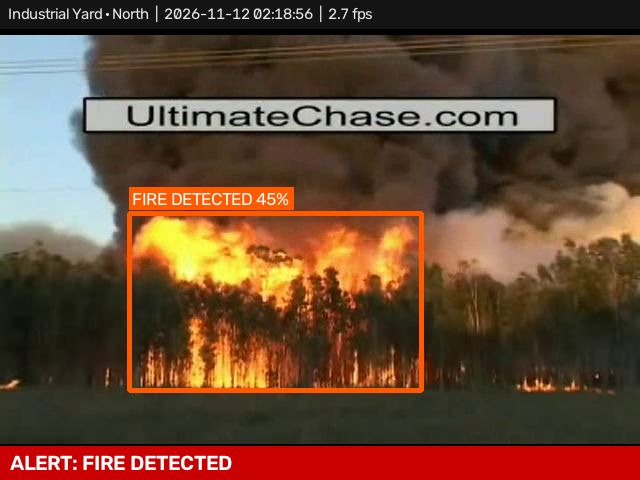 Industrial Yard • North | 2026-11-12 02:18:56 | 2.7 fps
UltimateChase.com
FIRE DETECTED 45%
ALERT: FIRE DETECTED